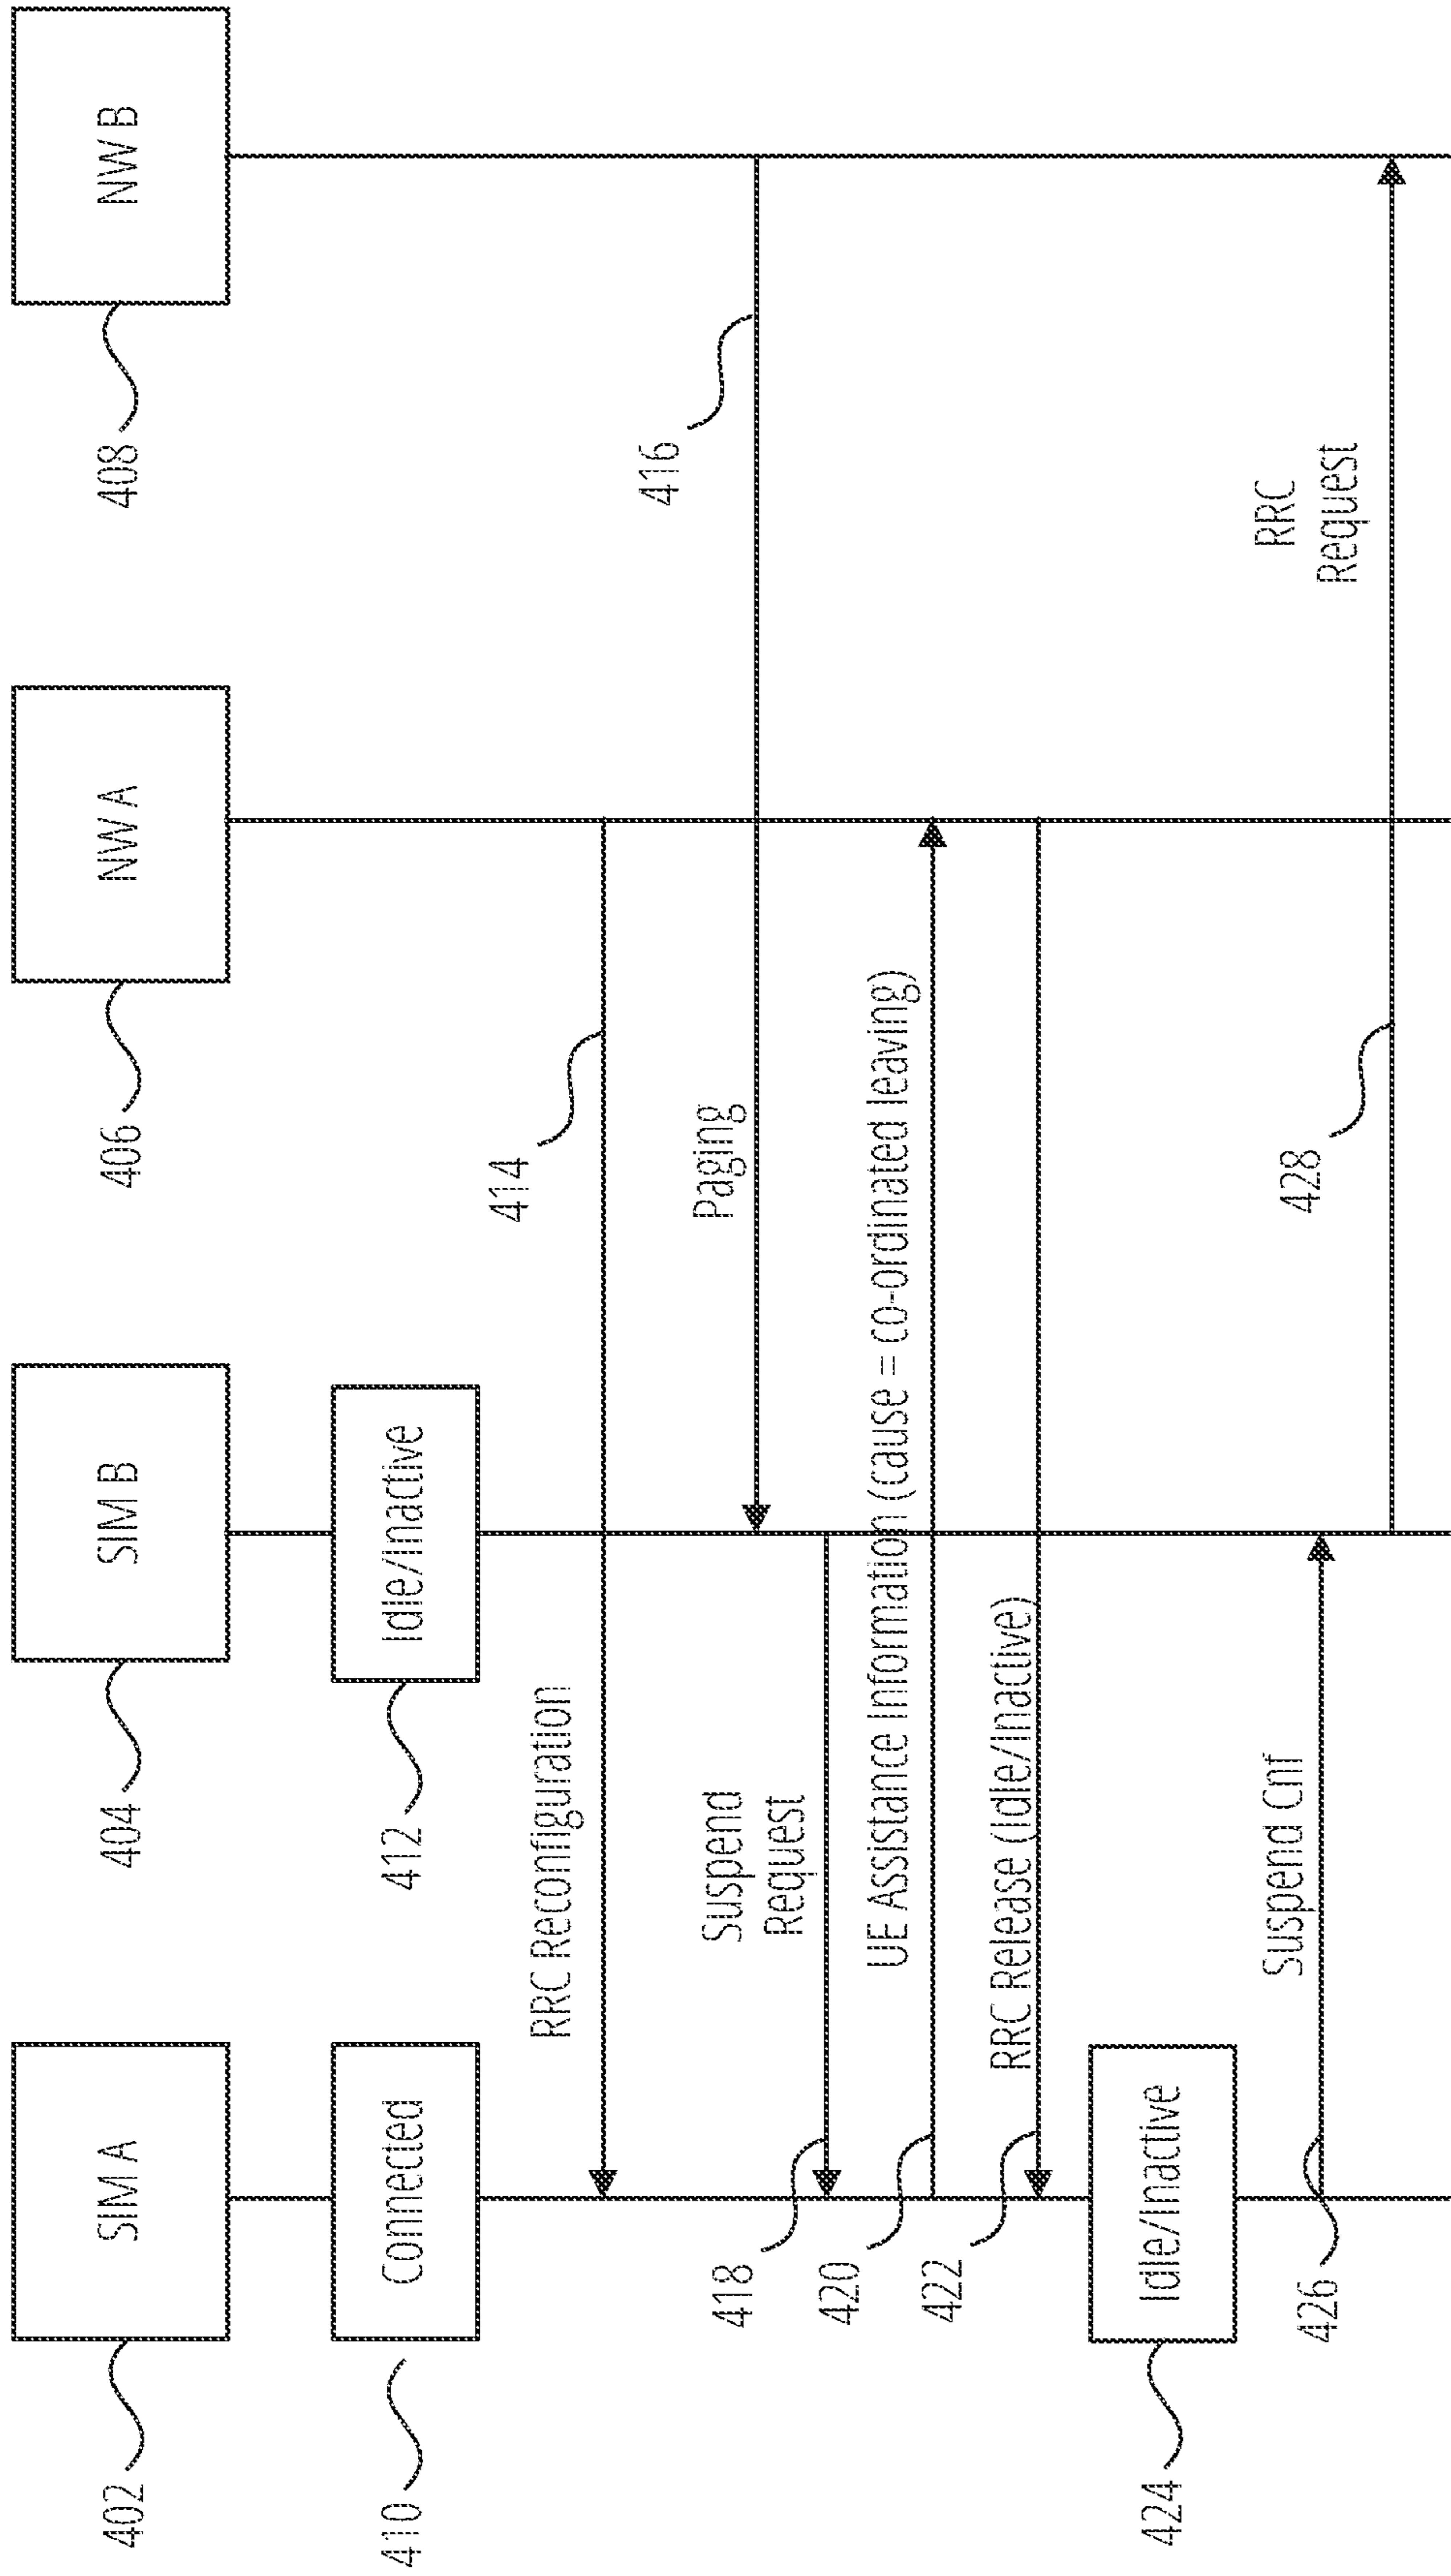 SIM A
SIM B
NW A
NW B
402
404
406
408
Connected
Idle/Inactive
410
412
RRC Reconfiguration
414
Paging
416
Suspend
Request
418
UE Assistance Information (cause = co-ordinated leaving)
420
RRC Release (Idle/Inactive)
422
Idle/Inactive
424
Suspend Cnf
426
RRC
Request
428